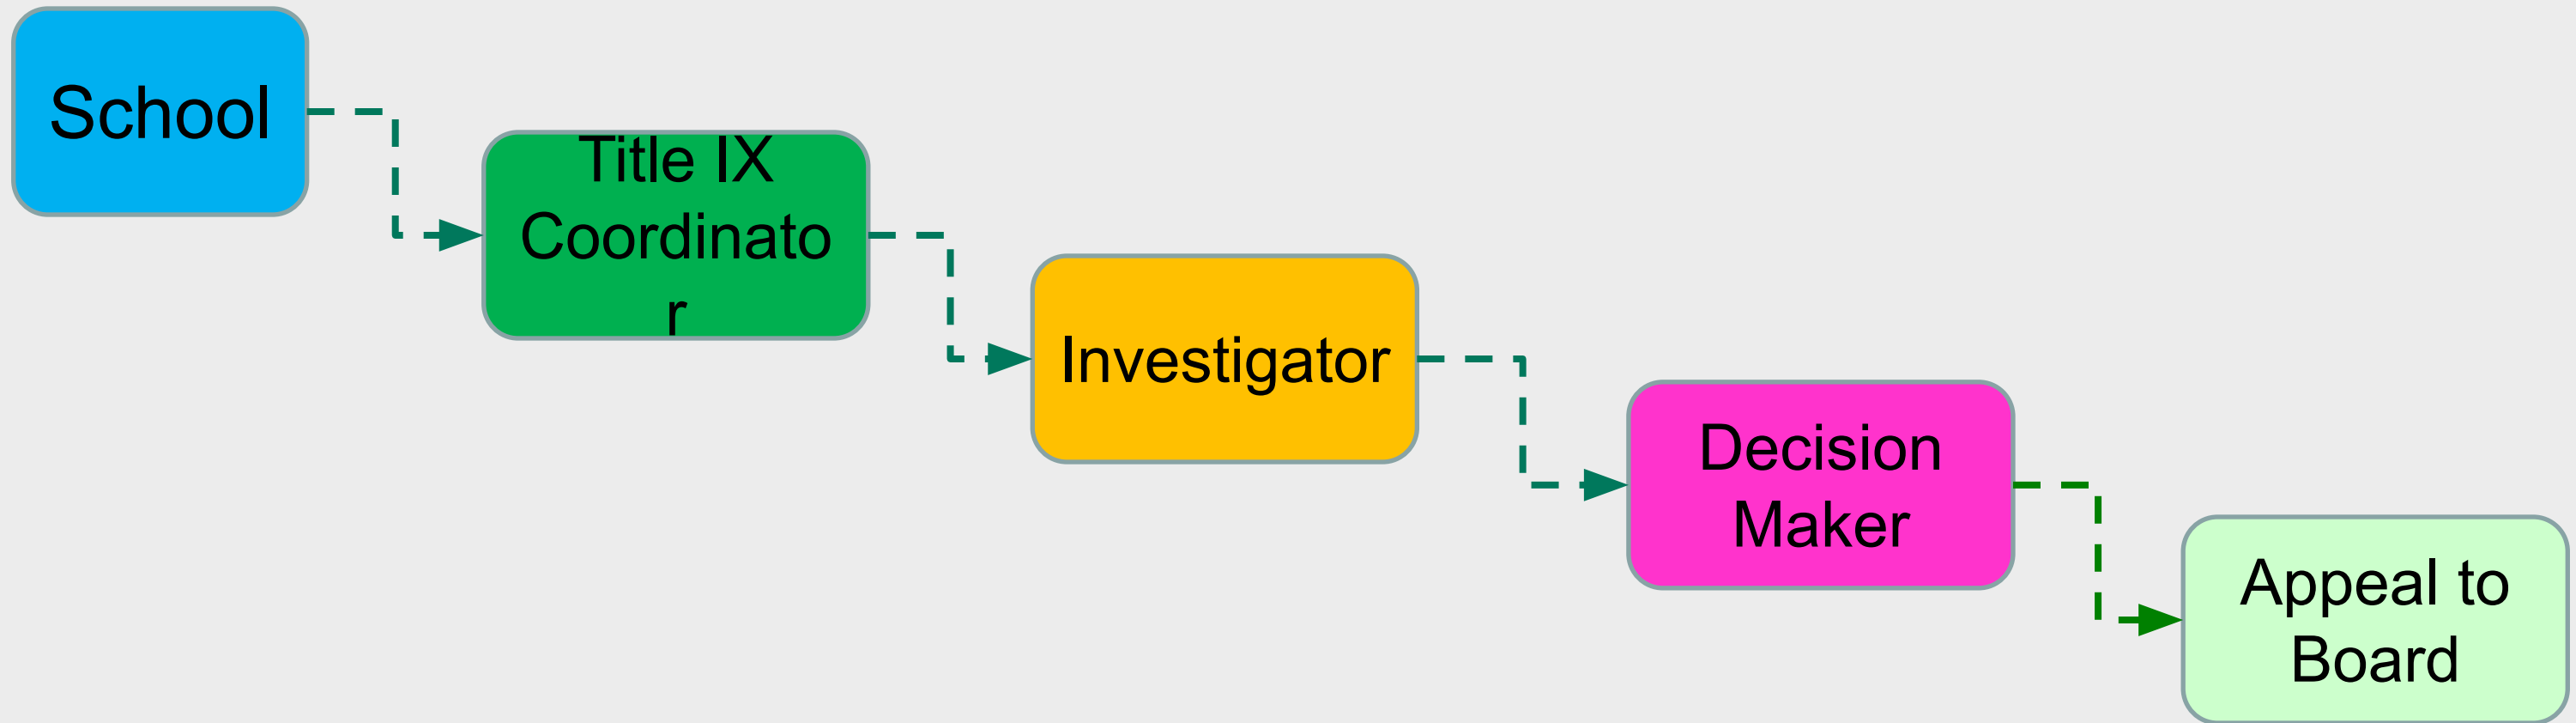 School
Title IX
Coordinato
r
Investigator
Decision
Maker
Appeal to
Board